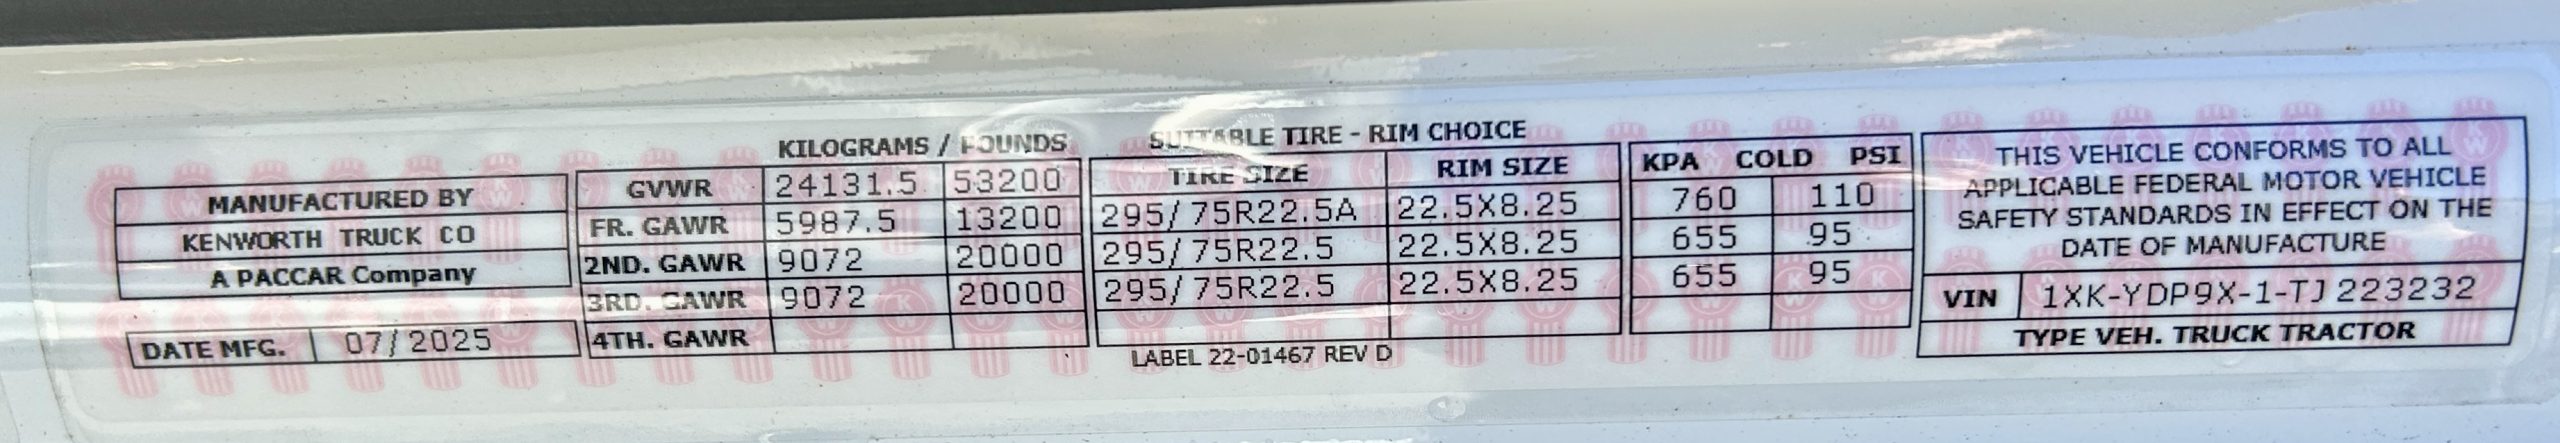 MANUFACTURED BY
KENWORTH TRUCK CO
A PACCAR Company
DATE MFG. 07/2025
KILOGRAMS / POUNDS
GVWR 24131.5 53200
FR. GAWR 5987.5 13200
2ND. GAWR 9072 20000
3RD. GAWR 9072 20000
4TH. GAWR
SUITABLE TIRE - RIM CHOICE
TIRE SIZE RIM SIZE
295/75R22.5A 22.5X8.25
295/75R22.5 22.5X8.25
295/75R22.5 22.5X8.25
LABEL 22-01467 REV D
KPA COLD PSI
760 110
655 95
655 95
THIS VEHICLE CONFORMS TO ALL
APPLICABLE FEDERAL MOTOR VEHICLE
SAFETY STANDARDS IN EFFECT ON THE
DATE OF MANUFACTURE
VIN 1XK-YDP9X-1-TJ 223232
TYPE VEH. TRUCK TRACTOR